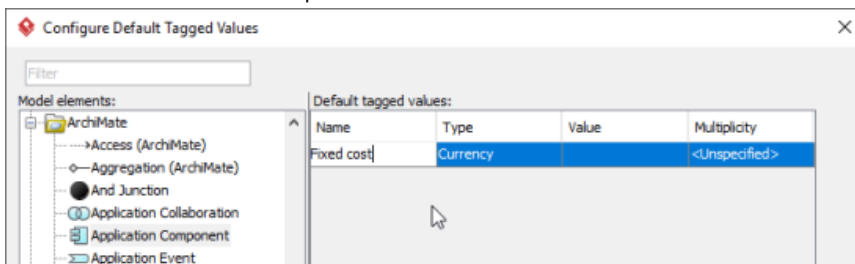 Configure Default Tagged Values
Filter
Model elements:
Default tagged values:
ArchiMate
Access (ArchiMate)
Aggregation (ArchiMate)
And Junction
Application Collaboration
Application Component
Application Event
Name Type Value Multiplicity
Fixed cost Currency <Unspecified>